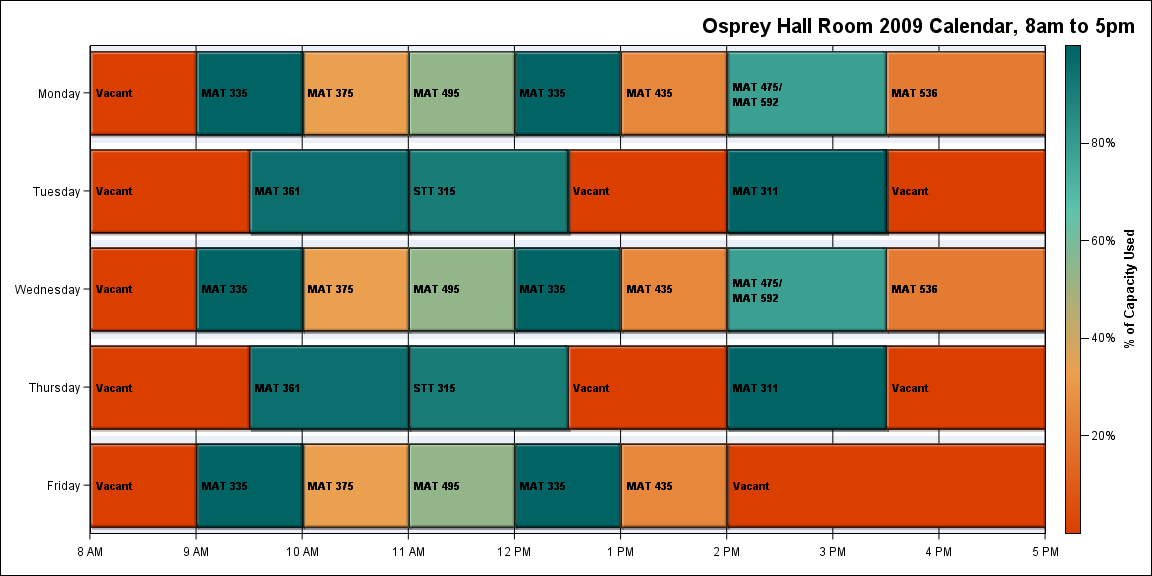 Osprey Hall Room 2009 Calendar, 8am to 5pm
Monday
Vacant
MAT 335
MAT 375
MAT 495
MAT 335
MAT 435
MAT 475/
MAT 592
MAT 536
Tuesday
Vacant
MAT 361
STT 315
Vacant
MAT 311
Vacant
Wednesday
Vacant
MAT 335
MAT 375
MAT 495
MAT 335
MAT 435
MAT 475/
MAT 592
MAT 536
Thursday
Vacant
MAT 361
STT 315
Vacant
MAT 311
Vacant
Friday
Vacant
MAT 335
MAT 375
MAT 495
MAT 335
MAT 435
Vacant
8 AM
9 AM
10 AM
11 AM
12 PM
1 PM
2 PM
3 PM
4 PM
5 PM
80%
60%
40%
20%
% of Capacity Used